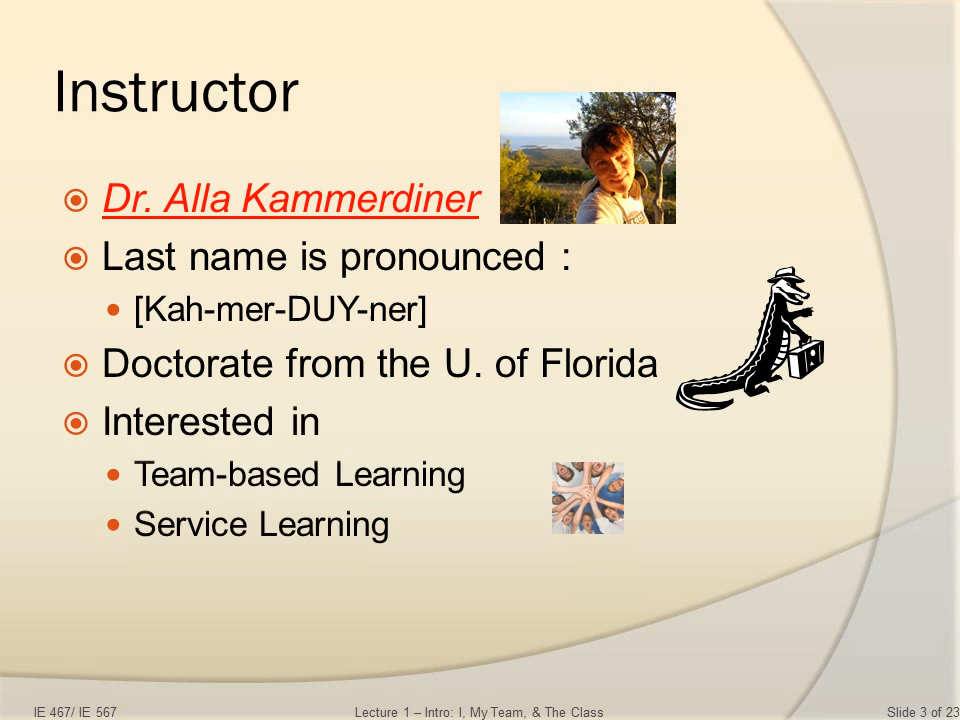 Instructor
Dr. Alla Kammerdiner
Last name is pronounced :
[Kah-mer-DUY-ner]
Doctorate from the U. of Florida
Interested in
Team-based Learning
Service Learning
IE 467/ IE 567 Lecture 1 – Intro: I, My Team, & The Class Slide 3 of 23